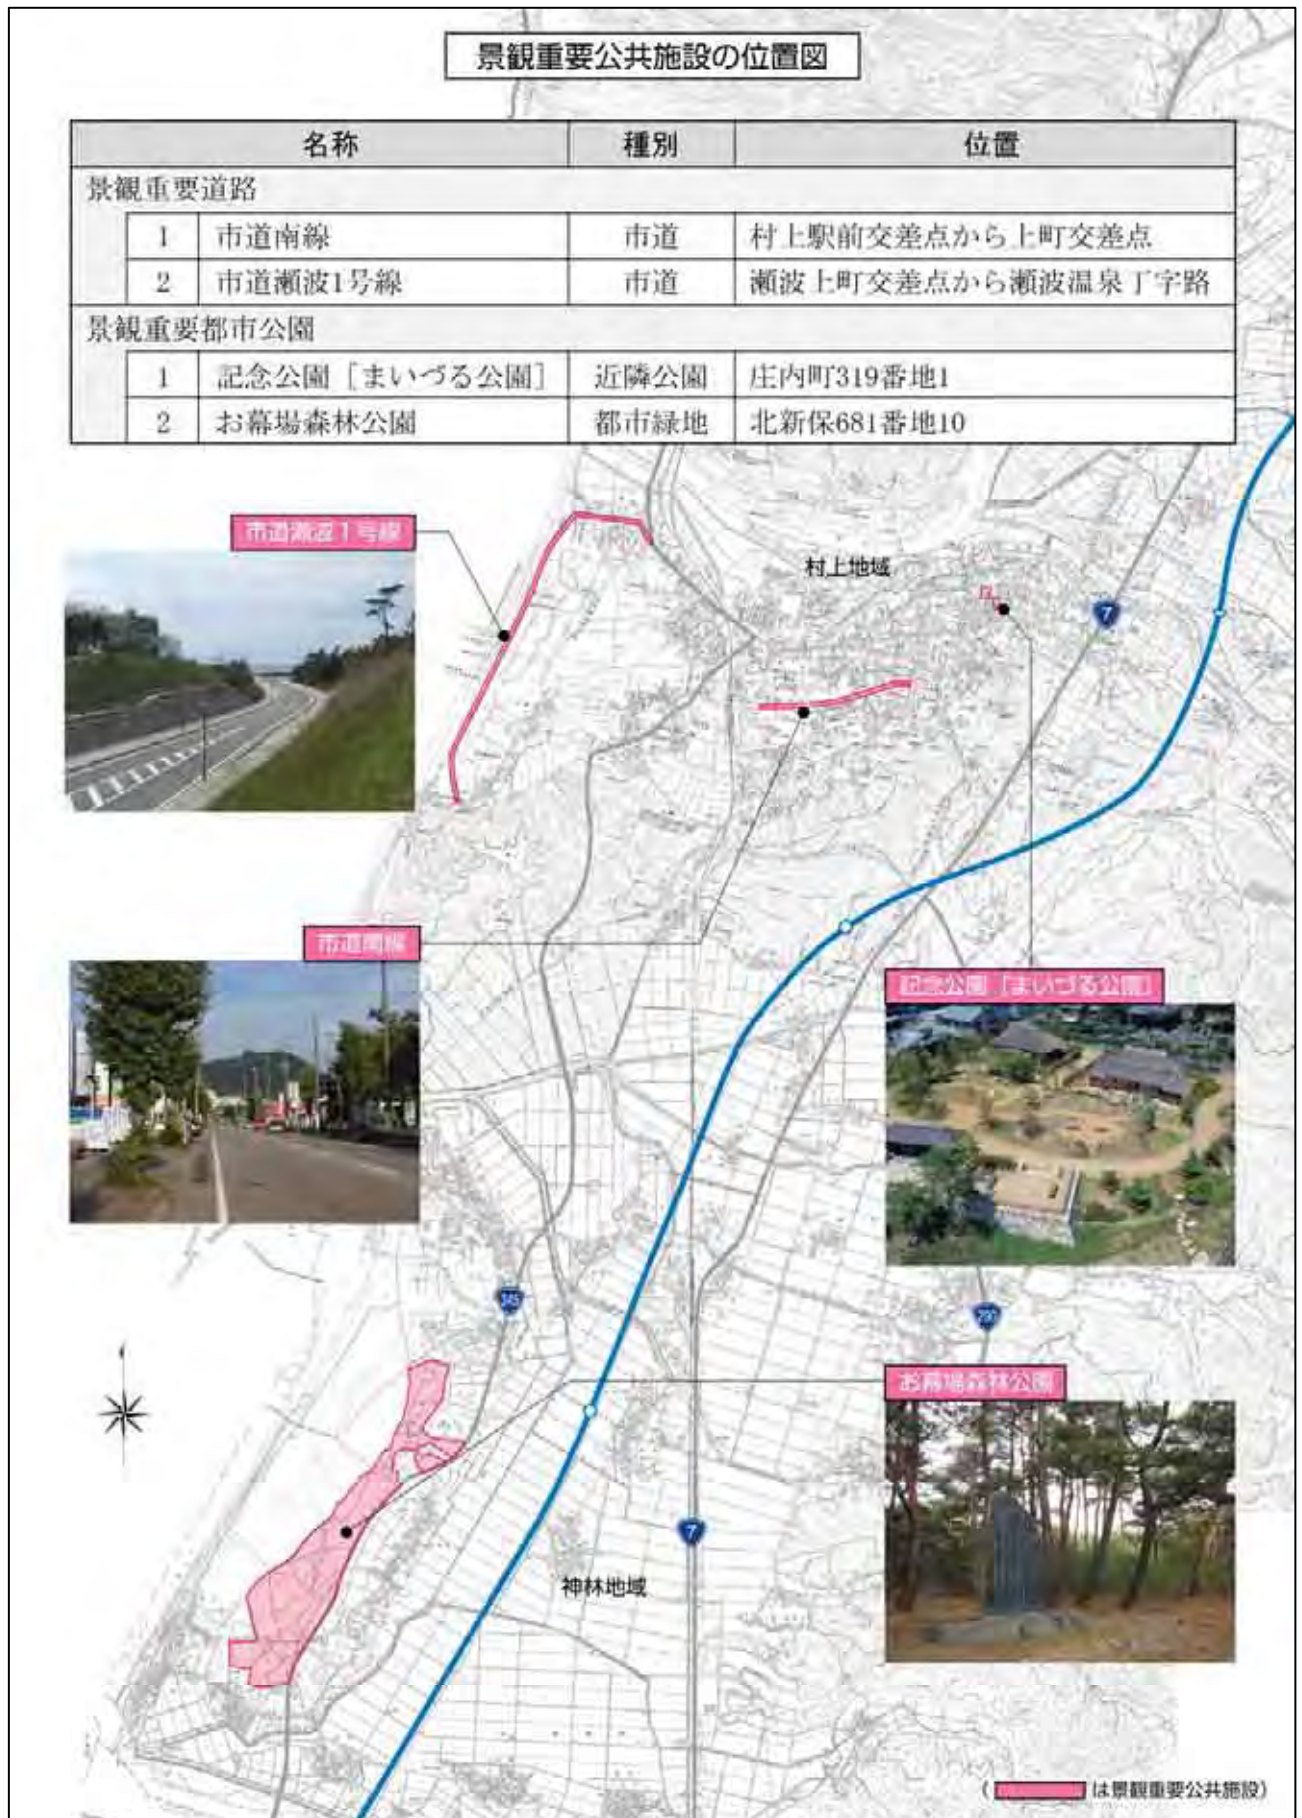 景観重要公共施設の位置図
名称 種別 位置
景観重要道路
1 市道南線 市道 村上駅前交差点から上町交差点
2 市道瀬波1号線 市道 瀬波上町交差点から瀬波温泉丁字路
景観重要都市公園
1 記念公園［まいづる公園］ 近隣公園 庄内町319番地1
2 お幕場森林公園 都市緑地 北新保681番地10
市道瀬波1号線
村上地域
7
市道南線
記念公園［まいづる公園］
345
290
お幕場森林公園
7
神林地域
（ は景観重要公共施設）